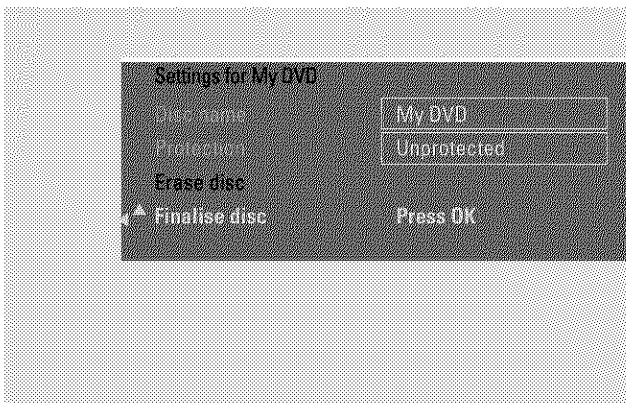 Settings for My DVD
Disc name My DVD
Protection Unprotected
Erase disc
Finalise disc Press OK